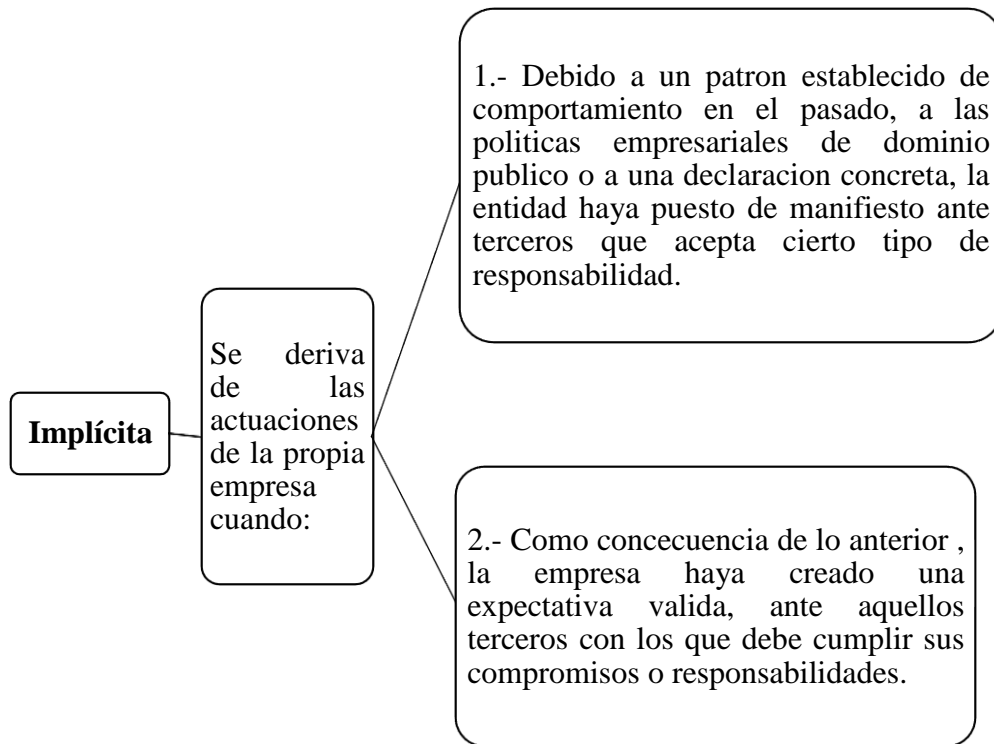 Implícita
Se deriva
de las
actuaciones
de la propia
empresa
cuando:
1.- Debido a un patron establecido de
comportamiento en el pasado, a las
politicas empresariales de dominio
publico o a una declaracion concreta, la
entidad haya puesto de manifiesto ante
terceros que acepta cierto tipo de
responsabilidad.
2.- Como concecuencia de lo anterior ,
la empresa haya creado una
expectativa valida, ante aquellos
terceros con los que debe cumplir sus
compromisos o responsabilidades.